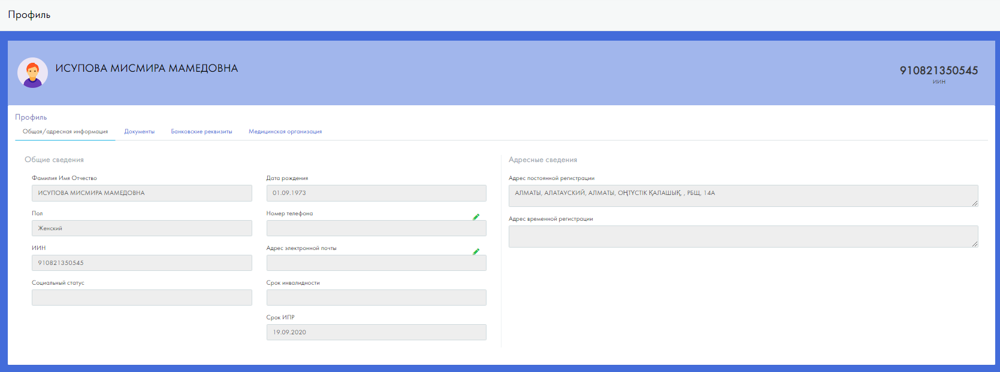 Профиль
ИСУПОВА МИСМИРА МАМЕДОВНА
910821350545
ИИН
Профиль
Общая/адресная информация Документы Банковские реквизиты Медицинская организация
Общие сведения
Фамилия Имя Отчество
ИСУПОВА МИСМИРА МАМЕДОВНА
Пол
Женский
ИИН
910821350545
Социальный статус
Дата рождения
01.09.1973
Номер телефона
Адрес электронной почты
Срок инвалидности
Срок ИПР
19.09.2020
Адресные сведения
Адрес постоянной регистрации
АЛМАТЫ, АЛАТАУСКИЙ, АЛМАТЫ, ОҢТҮСТІК ҚАЛАШЫҚ, , РБЩ, 14А
Адрес временной регистрации